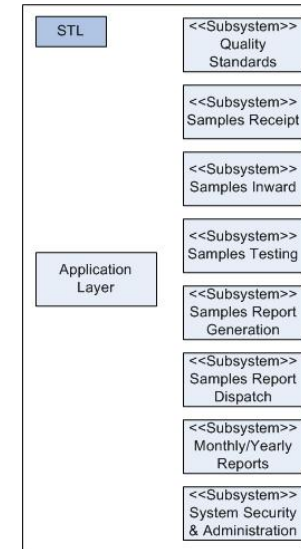 STL
Application
Layer
<<Subsystem>>
Quality
Standards
<<Subsystem>>
Samples Receipt
<<Subsystem>>
Samples Inward
<<Subsystem>>
Samples Testing
<<Subsystem>>
Samples Report
Generation
<<Subsystem>>
Samples Report
Dispatch
<<Subsystem>>
Monthly/Yearly
Reports
<<Subsystem>>
System Security
& Administration